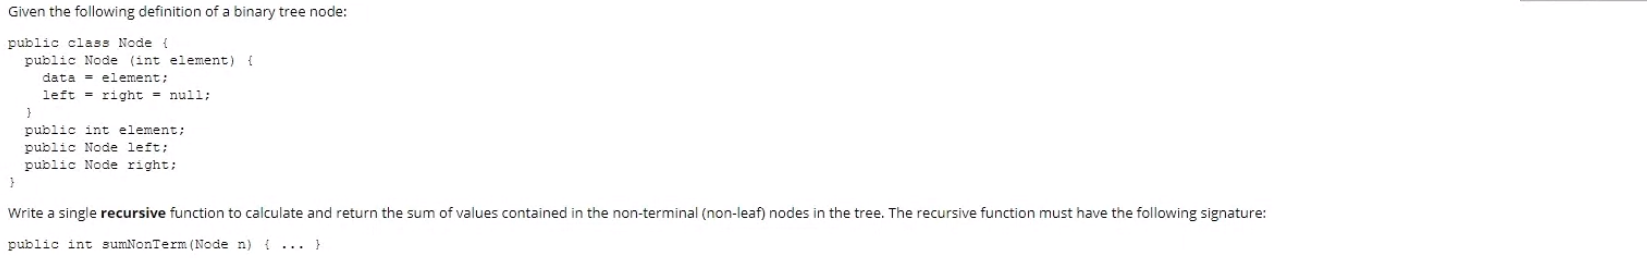 Given the following definition of a binary tree node:
public class Node {
public Node (int element) {
data = element;
left = right = null;
}
public int element;
public Node left;
public Node right;
}
Write a single recursive function to calculate and return the sum of values contained in the non-terminal (non-leaf) nodes in the tree. The recursive function must have the following signature:
public int sumNonTerm(Node n) { ... }